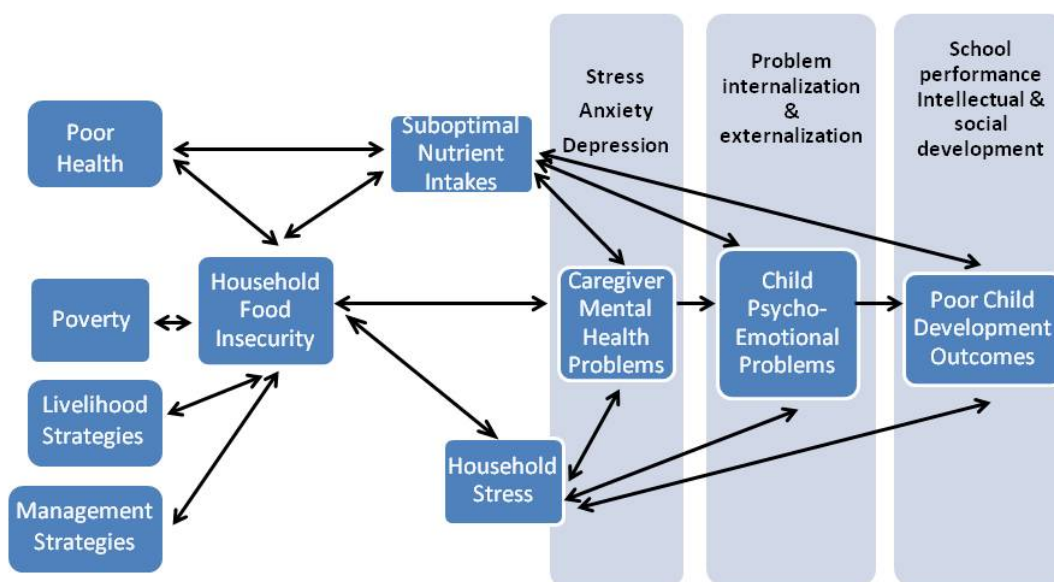 Stress
Anxiety
Depression
Problem
internalization
&
externalization
School
performance
Intellectual &
social
development
Poor
Health
Suboptimal
Nutrient
Intakes
Household
Food
Insecurity
Poverty
Livelihood
Strategies
Management
Strategies
Caregiver
Mental
Health
Problems
Child
Psycho-
Emotional
Problems
Poor Child
Development
Outcomes
Household
Stress